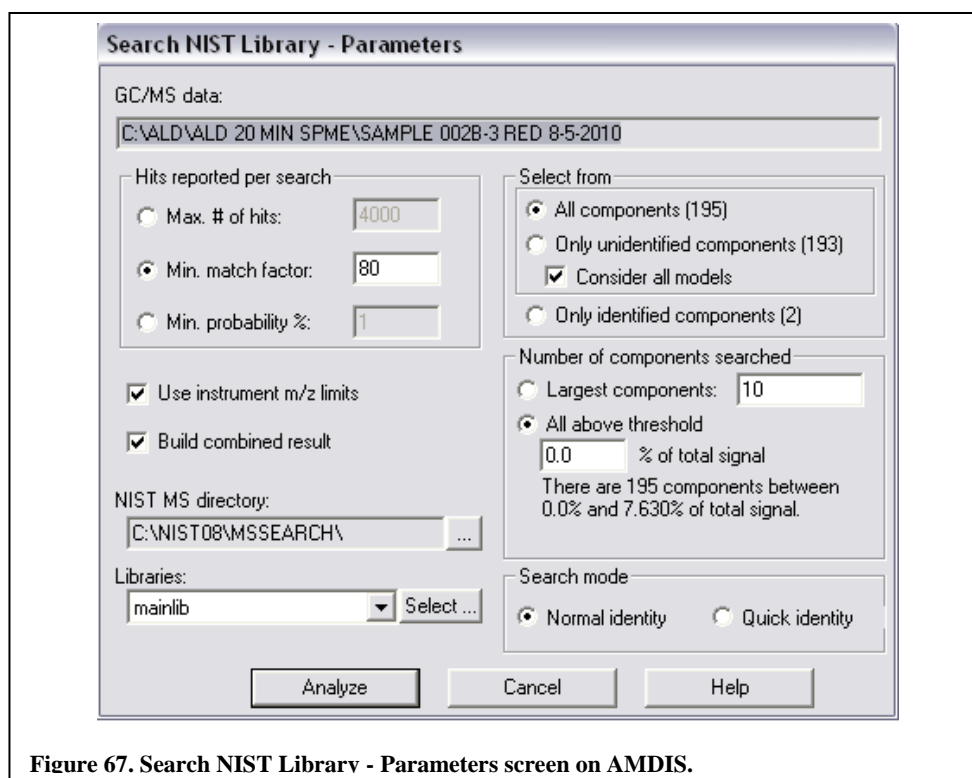 Search NIST Library - Parameters
GC/MS data:
C:\ALD\ALD 20 MIN SPME\SAMPLE 002B-3 RED 8-5-2010
Hits reported per search
Max. # of hits: 4000
Min. match factor: 80
Min. probability %: 1
Use instrument m/z limits
Build combined result
NIST MS directory:
C:\NIST08\MSSEARCH\ ...
Libraries:
mainlib Select ...
Select from
All components (195)
Only unidentified components (193)
Consider all models
Only identified components (2)
Number of components searched
Largest components: 10
All above threshold
0.0 % of total signal
There are 195 components between
0.0% and 7.630% of total signal.
Search mode
Normal identity Quick identity
Analyze Cancel Help
Figure 67. Search NIST Library - Parameters screen on AMDIS.